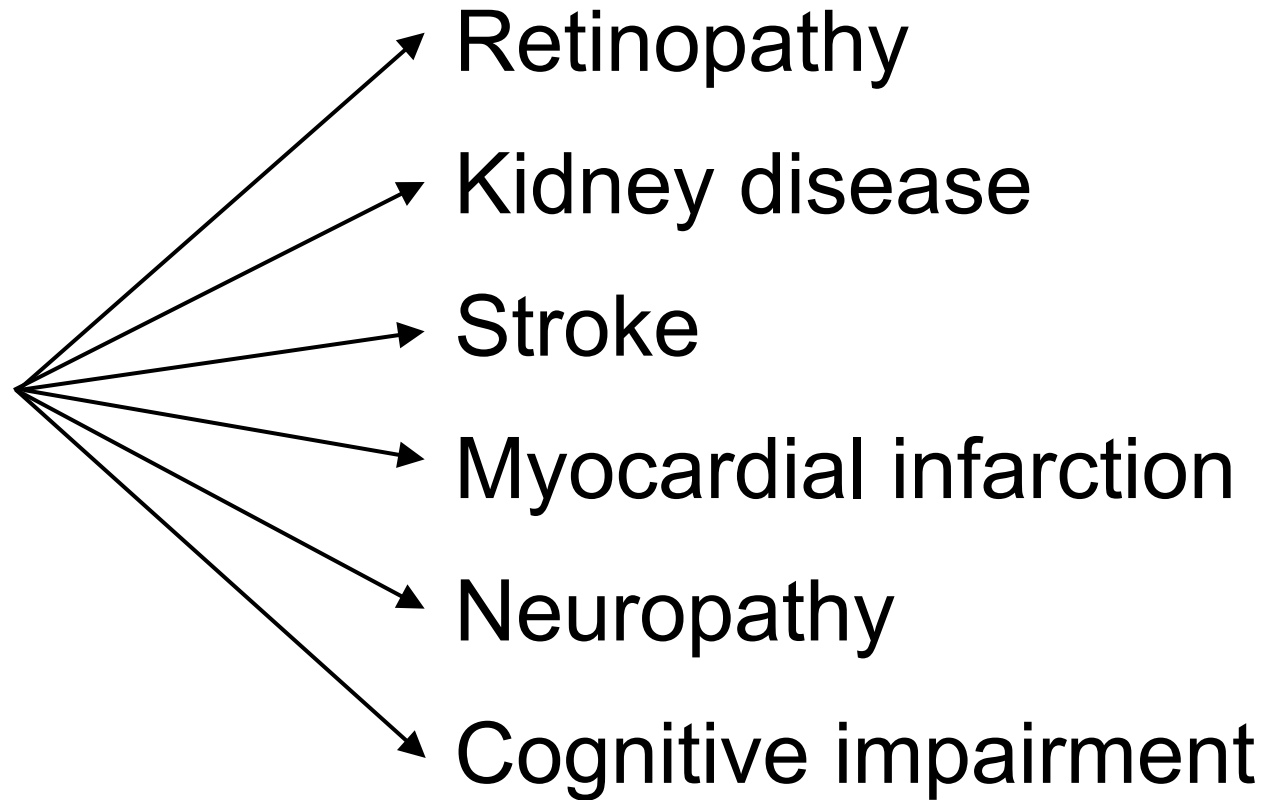 Retinopathy
Kidney disease
Stroke
Myocardial infarction
Neuropathy
Cognitive impairment